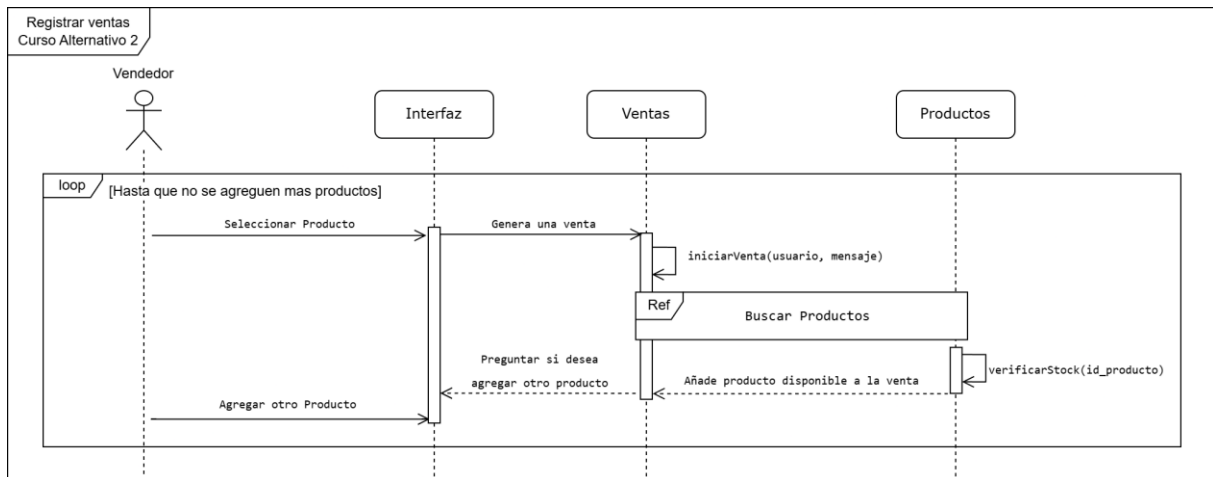 Registrar ventas
Curso Alternativo 2
Vendedor
Interfaz
Ventas
Productos
loop
[Hasta que no se agreguen mas productos]
Seleccionar Producto
Genera una venta
iniciarVenta(usuario, mensaje)
Ref
Buscar Productos
Preguntar si desea
agregar otro producto
Añade producto disponible a la venta
verificarStock(id_producto)
Agregar otro Producto